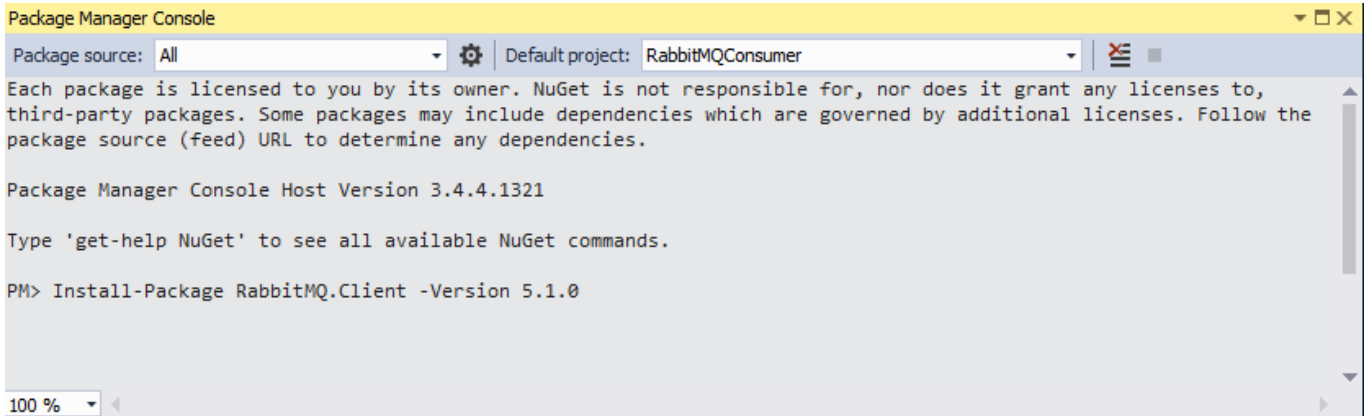 Package Manager Console
Package source: All Default project: RabbitMQConsumer
Each package is licensed to you by its owner. NuGet is not responsible for, nor does it grant any licenses to,
third-party packages. Some packages may include dependencies which are governed by additional licenses. Follow the
package source (feed) URL to determine any dependencies.
Package Manager Console Host Version 3.4.4.1321
Type 'get-help NuGet' to see all available NuGet commands.
PM> Install-Package RabbitMQ.Client -Version 5.1.0
100 %